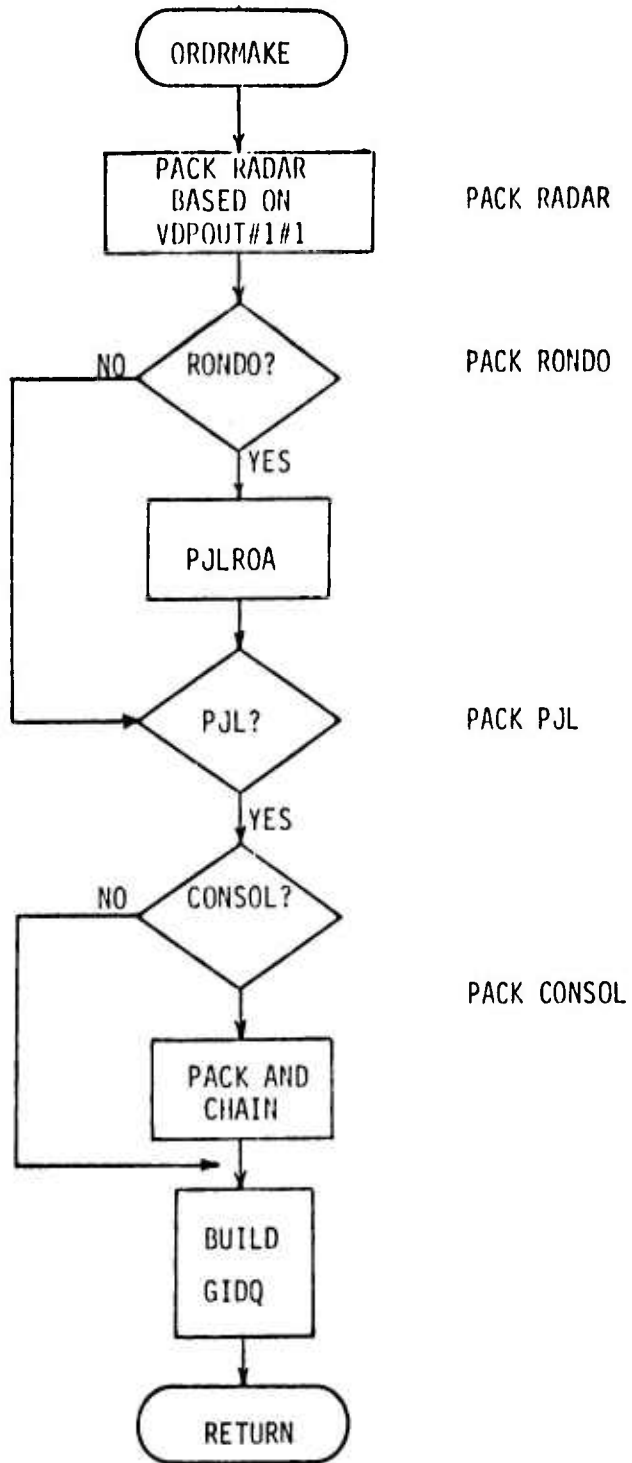 ORDRMAKE
PACK RADAR
BASED ON
VDPOUT#1#1
PACK RADAR
NO
RONDO?
PACK RONDO
YES
PJLROA
PJL?
PACK PJL
YES
NO
CONSOL?
PACK CONSOL
PACK AND
CHAIN
BUILD
GIDQ
RETURN